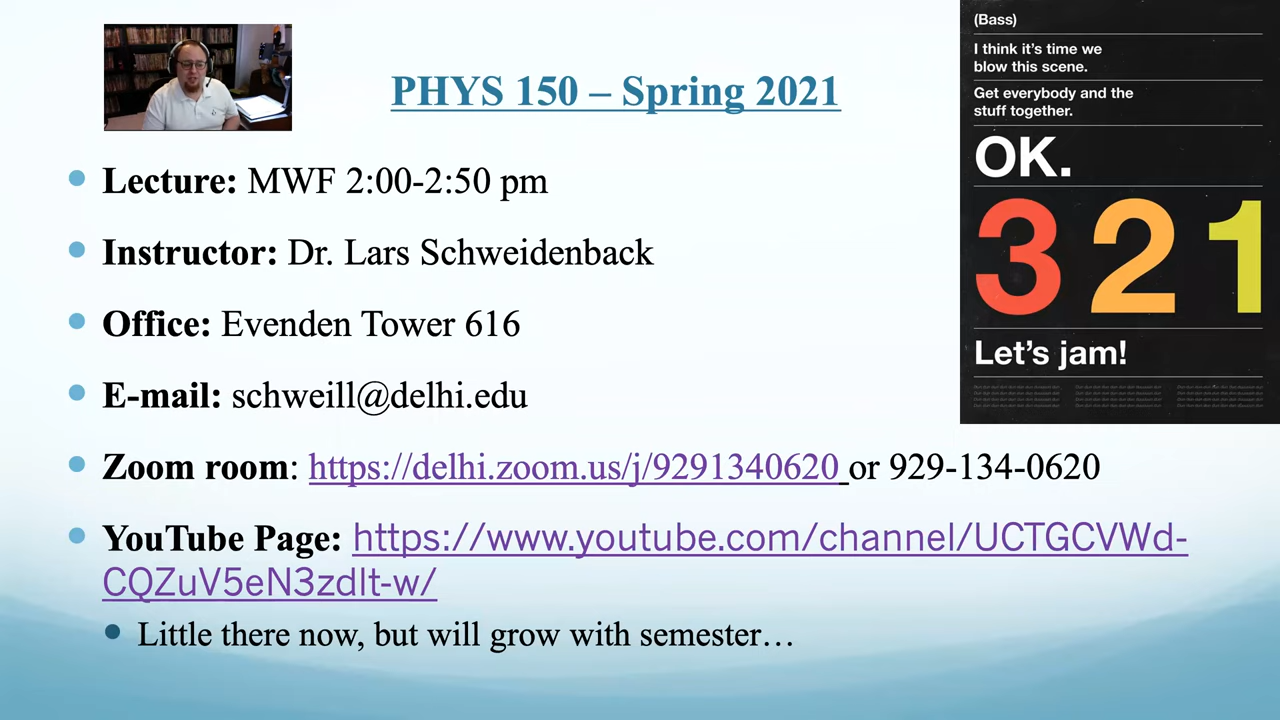 PHYS 150 – Spring 2021
Lecture: MWF 2:00-2:50 pm
Instructor: Dr. Lars Schweidenback
Office: Evenden Tower 616
E-mail: schweill@delhi.edu
Zoom room: https://delhi.zoom.us/j/9291340620 or 929-134-0620
YouTube Page: https://www.youtube.com/channel/UCTGCVWd-
CQZuV5eN3zdIt-w/
Little there now, but will grow with semester…
(Bass)
I think it’s time we
blow this scene.
Get everybody and the
stuff together.
OK.
3 2 1
Let’s jam!